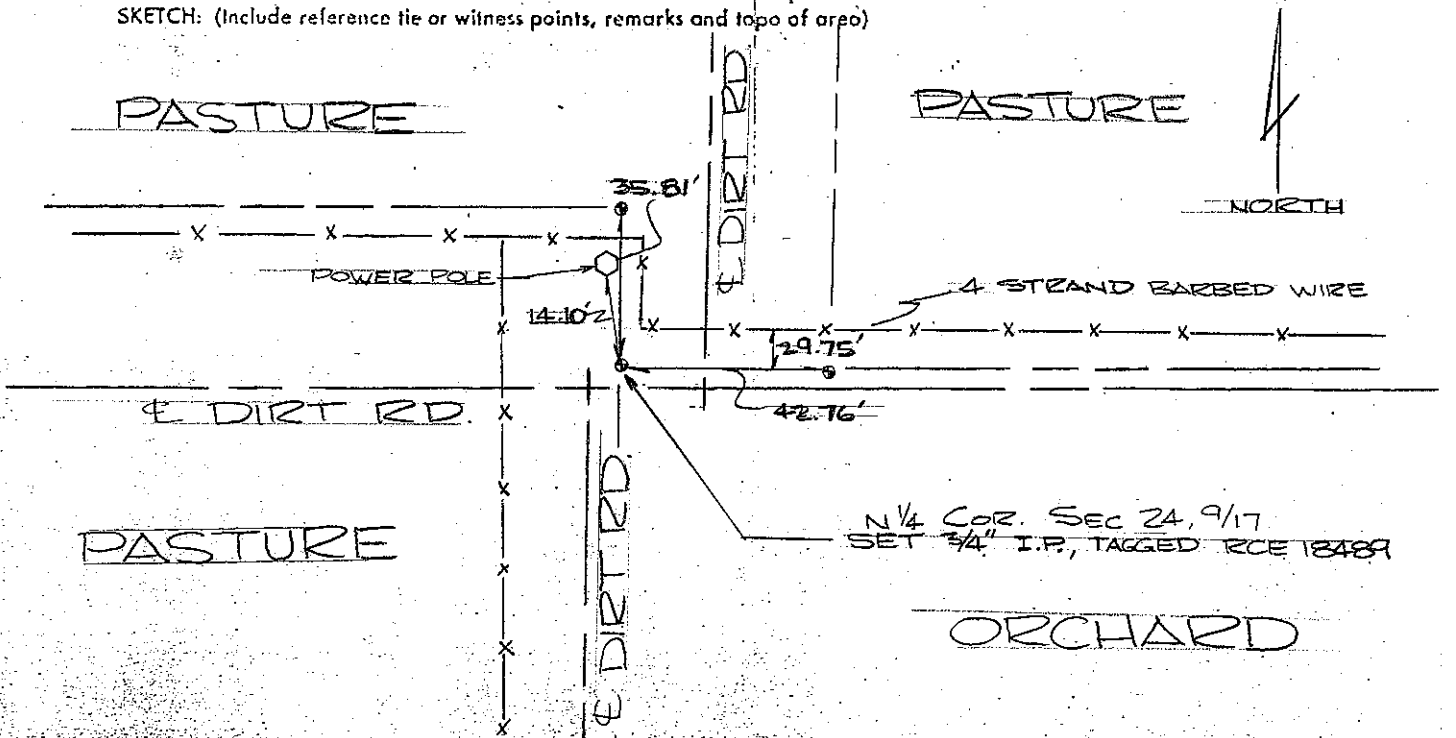 SKETCH: (Include reference tie or witness points, remarks and topo of area)
PASTURE
PASTURE
℄ DIRT RD
NORTH
35.81'
POWER POLE
4 STRAND BARBED WIRE
14.10'
29.75'
42.76'
℄ DIRT RD.
℄ DIRT RD.
PASTURE
N 1/4 COR. SEC 24, 9/17
SET 3/4" I.P., TAGGED RCE 18489
ORCHARD